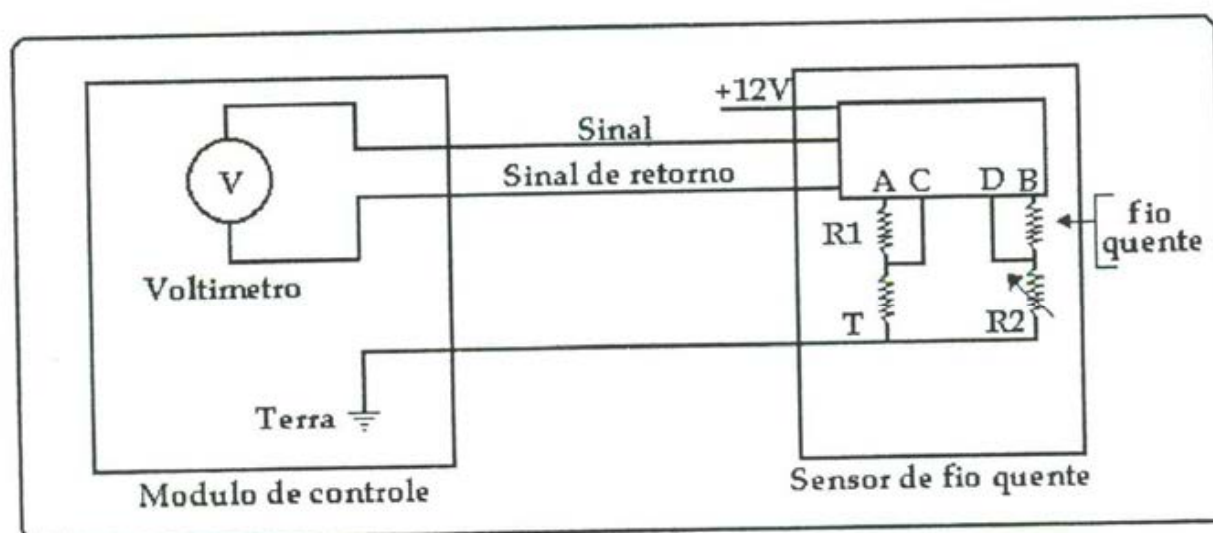 +12V
Sinal
Sinal de retorno
A C D B
R1
fio
quente
V
Voltimetro
T
R2
Terra
Modulo de controle
Sensor de fio quente